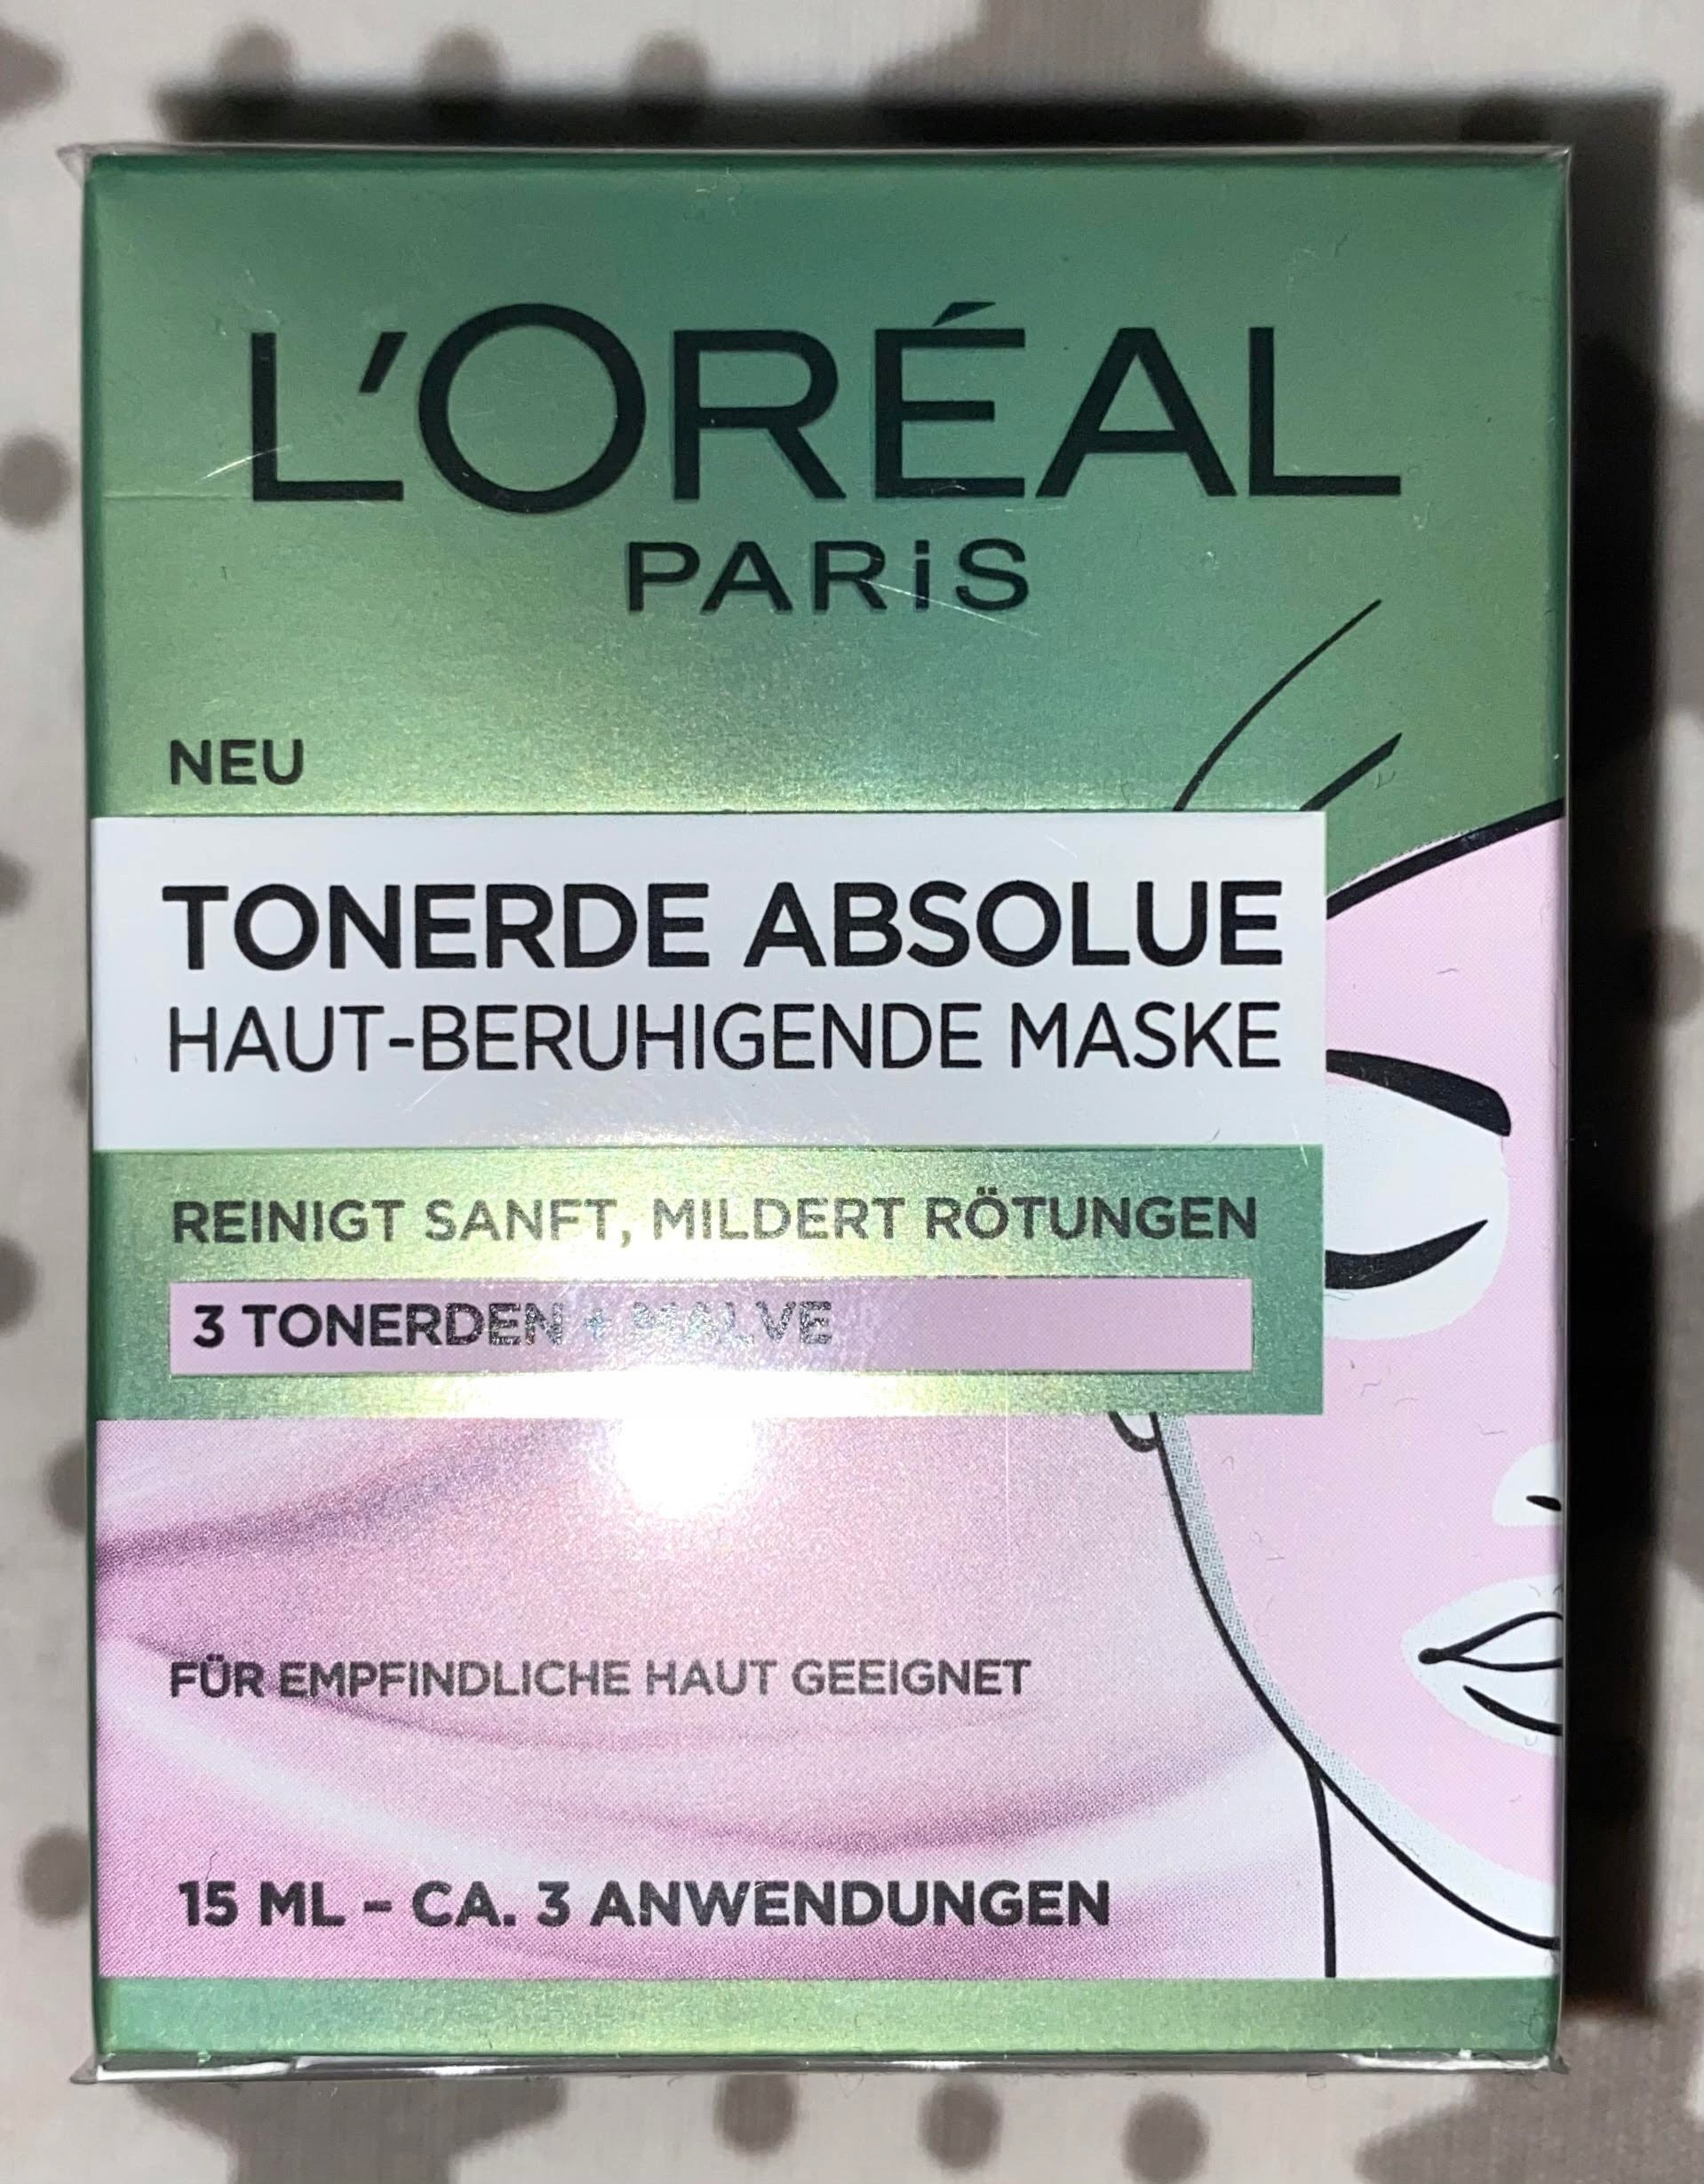 L'ORÉAL
PARiS
NEU
TONERDE ABSOLUE
HAUT-BERUHIGENDE MASKE
REINIGT SANFT, MILDERT RÖTUNGEN
3 TONERDEN + MALVE
FÜR EMPFINDLICHE HAUT GEEIGNET
15 ML – CA. 3 ANWENDUNGEN